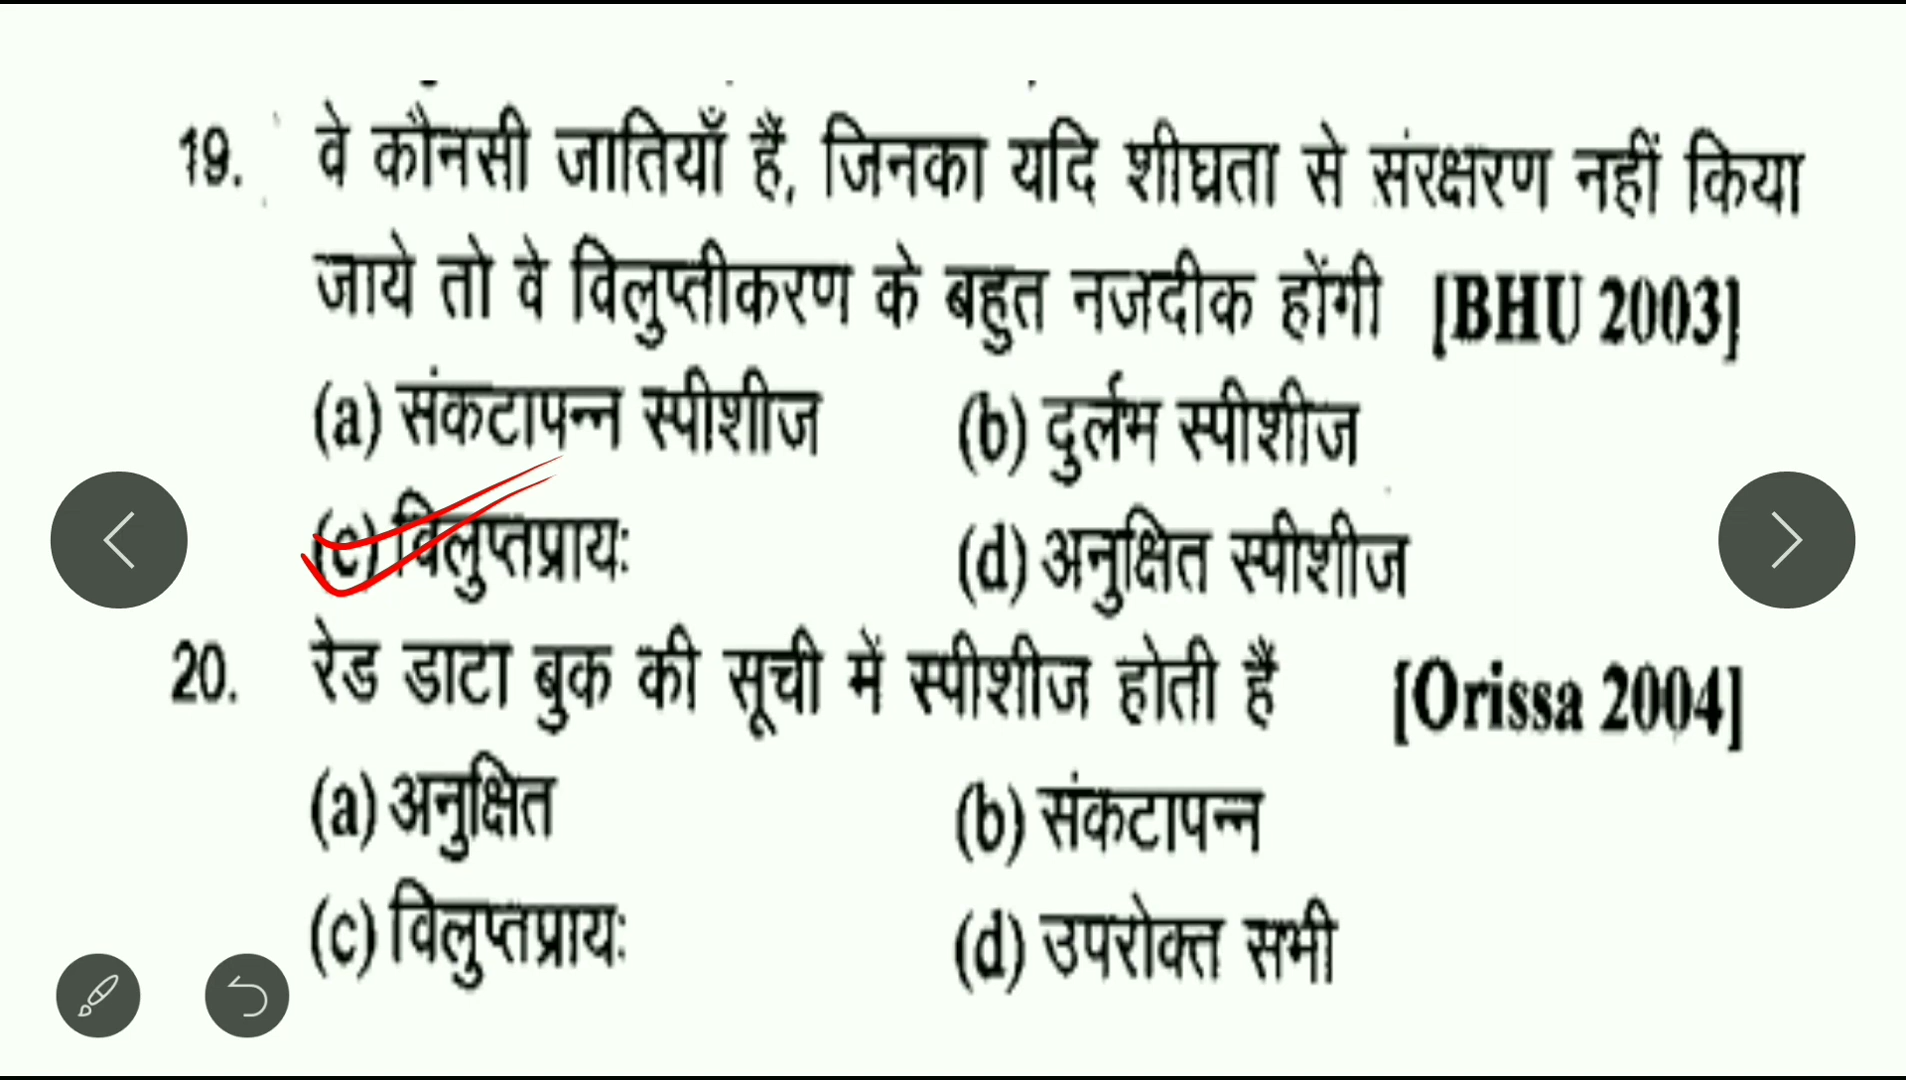 19. वे कौनसी जातियाँ हैं, जिनका यदि शीघ्रता से संरक्षरण नहीं किया
जाये तो वे विलुप्तीकरण के बहुत नजदीक होंगी [BHU 2003]
(a) संकटापन्न स्पीशीज (b) दुर्लभ स्पीशीज
(c) विलुप्तप्रायः (d) अनुक्षित स्पीशीज
20. रेड डाटा बुक की सूची में स्पीशीज होती हैं [Orissa 2004]
(a) अनुक्षित (b) संकटापन्न
(c) विलुप्तप्रायः (d) उपरोक्त सभी